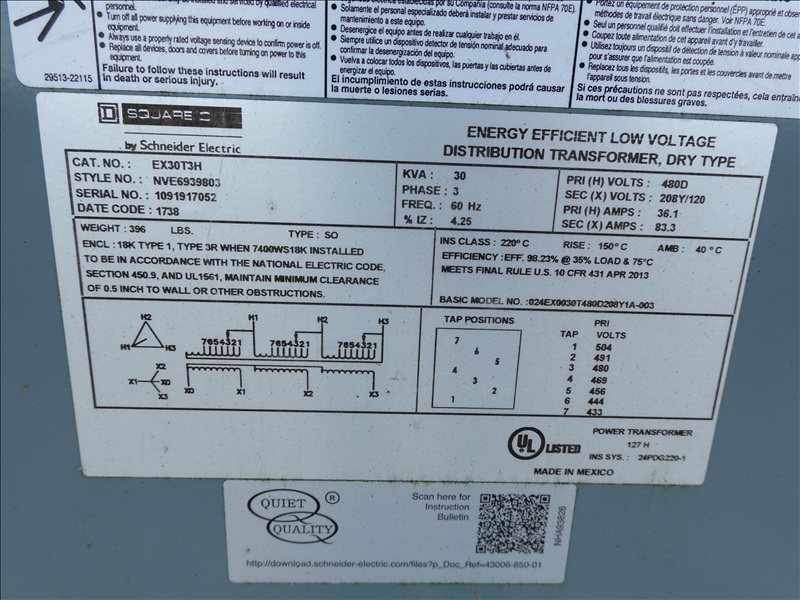 personnel.
Turn off all power supplying this equipment before working on or inside
equipment.
Always use a properly rated voltage sensing device to confirm power is off.
Replace all devices, doors and covers before turning on power to this
equipment.
Failure to follow these instructions will result
in death or serious injury.
29513-22115
Solamente el personal especializado deberá instalar y prestar servicios de
mantenimiento a este equipo.
Desenergice el equipo antes de realizar cualquier trabajo en él.
Siempre utilice un dispositivo detector de tensión nominal adecuado para
confirmar la desenergización del equipo.
Vuelva a colocar todos los dispositivos, las puertas y las cubiertas antes de
energizar el equipo.
El incumplimiento de estas instrucciones podrá causar
la muerte o lesiones serias.
Portez un équipement de protection personnel (ÉPP) approprié et observez
méthodes de travail électrique sans danger. Voir NFPA 70E.
Seul un personnel qualifié doit effectuer l'installation et l'entretien
Coupez toute alimentation de cet appareil avant d'y travailler.
Utilisez toujours un dispositif de détection de tension à valeur nominale
pour s'assurer que l'alimentation est coupée.
Replacez tous les dispositifs, les portes et les couvercles avant de mettre
l'appareil sous tension.
Si ces précautions ne sont pas respectées, cela
la mort ou des blessures graves.
SQUARE D
by Schneider Electric
ENERGY EFFICIENT LOW VOLTAGE
DISTRIBUTION TRANSFORMER, DRY TYPE
CAT. NO. : EX30T3H
STYLE NO. : NVE6939803
SERIAL NO. : 1091917052
DATE CODE : 1738
KVA : 30
PHASE : 3
FREQ. : 60 Hz
% IZ : 4.25
PRI (H) VOLTS : 480D
SEC (X) VOLTS : 208Y/120
PRI (H) AMPS : 36.1
SEC (X) AMPS : 83.3
WEIGHT : 396 LBS. TYPE : SO
ENCL : 18K TYPE 1, TYPE 3R WHEN 7400WS18K INSTALLED
TO BE IN ACCORDANCE WITH THE NATIONAL ELECTRIC CODE,
SECTION 450.9, AND UL1561, MAINTAIN MINIMUM CLEARANCE
OF 0.5 INCH TO WALL OR OTHER OBSTRUCTIONS.
INS CLASS : 220°C RISE : 150°C AMB : 40°C
EFFICIENCY : EFF. 98.23% @ 35% LOAD & 75°C
MEETS FINAL RULE U.S. 10 CFR 431 APR 2013
BASIC MODEL NO. :024EX0030T480D208Y1A-003
H2
H1 H3
X2
X1 X0
X3
H1 H2 H3
7654321 7654321 7654321
X0 X1 X2 X3
TAP POSITIONS
7
6
5
4
3
2
1
PRI
TAP VOLTS
1 504
2 491
3 480
4 469
5 456
6 444
7 433
UL LISTED
POWER TRANSFORMER
127 H
INS SYS. : 24PDG220-1
MADE IN MEXICO
QUIET
QUALITY
®
Scan here for
Instruction
Bulletin
NHA93826
http://download.schneider-electric.com/files?p_Doc_Ref=43006-850-01